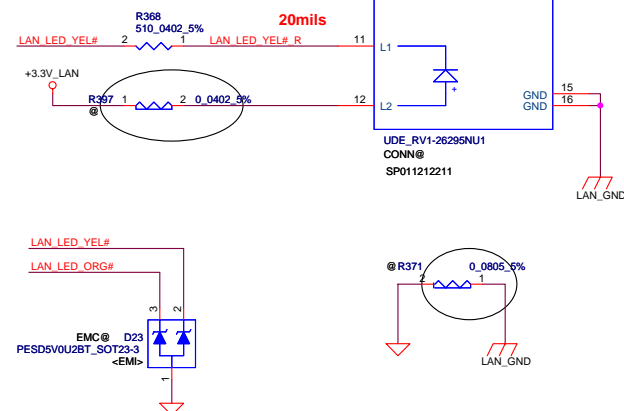 R368
510_0402_5%
20mils
LAN_LED_YEL#
2
1
LAN_LED_YEL#_R
11
L1
+3.3V_LAN
R397
1
2
0_0402_5%
@
12
L2
+
GND
15
GND
16
UDE_RV1-26295NU1
CONN@
SP011212211
LAN_GND
LAN_LED_YEL#
LAN_LED_ORG#
@
R371
0_0805_5%
2
1
LAN_GND
3
2
EMC@
D23
PESD5V0U2BT_SOT23-3
<EMI>
1